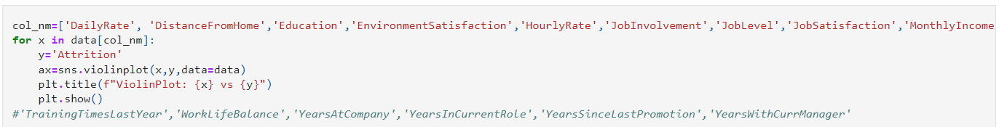 col_nm=['DailyRate', 'DistanceFromHome','Education','EnvironmentSatisfaction','HourlyRate','JobInvolvement','JobLevel','JobSatisfaction','MonthlyIncome
for x in data[col_nm]:
    y='Attrition'
    ax=sns.violinplot(x,y,data=data)
    plt.title(f"ViolinPlot: {x} vs {y}")
    plt.show()
#'TrainingTimesLastYear','WorkLifeBalance','YearsAtCompany','YearsInCurrentRole','YearsSinceLastPromotion','YearsWithCurrManager'